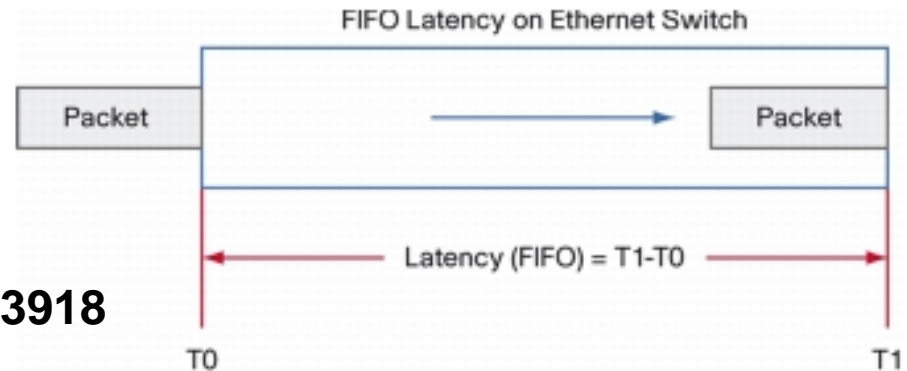 FIFO Latency on Ethernet Switch
Packet
Packet
Latency (FIFO) = T1-T0
3918
T0
T1